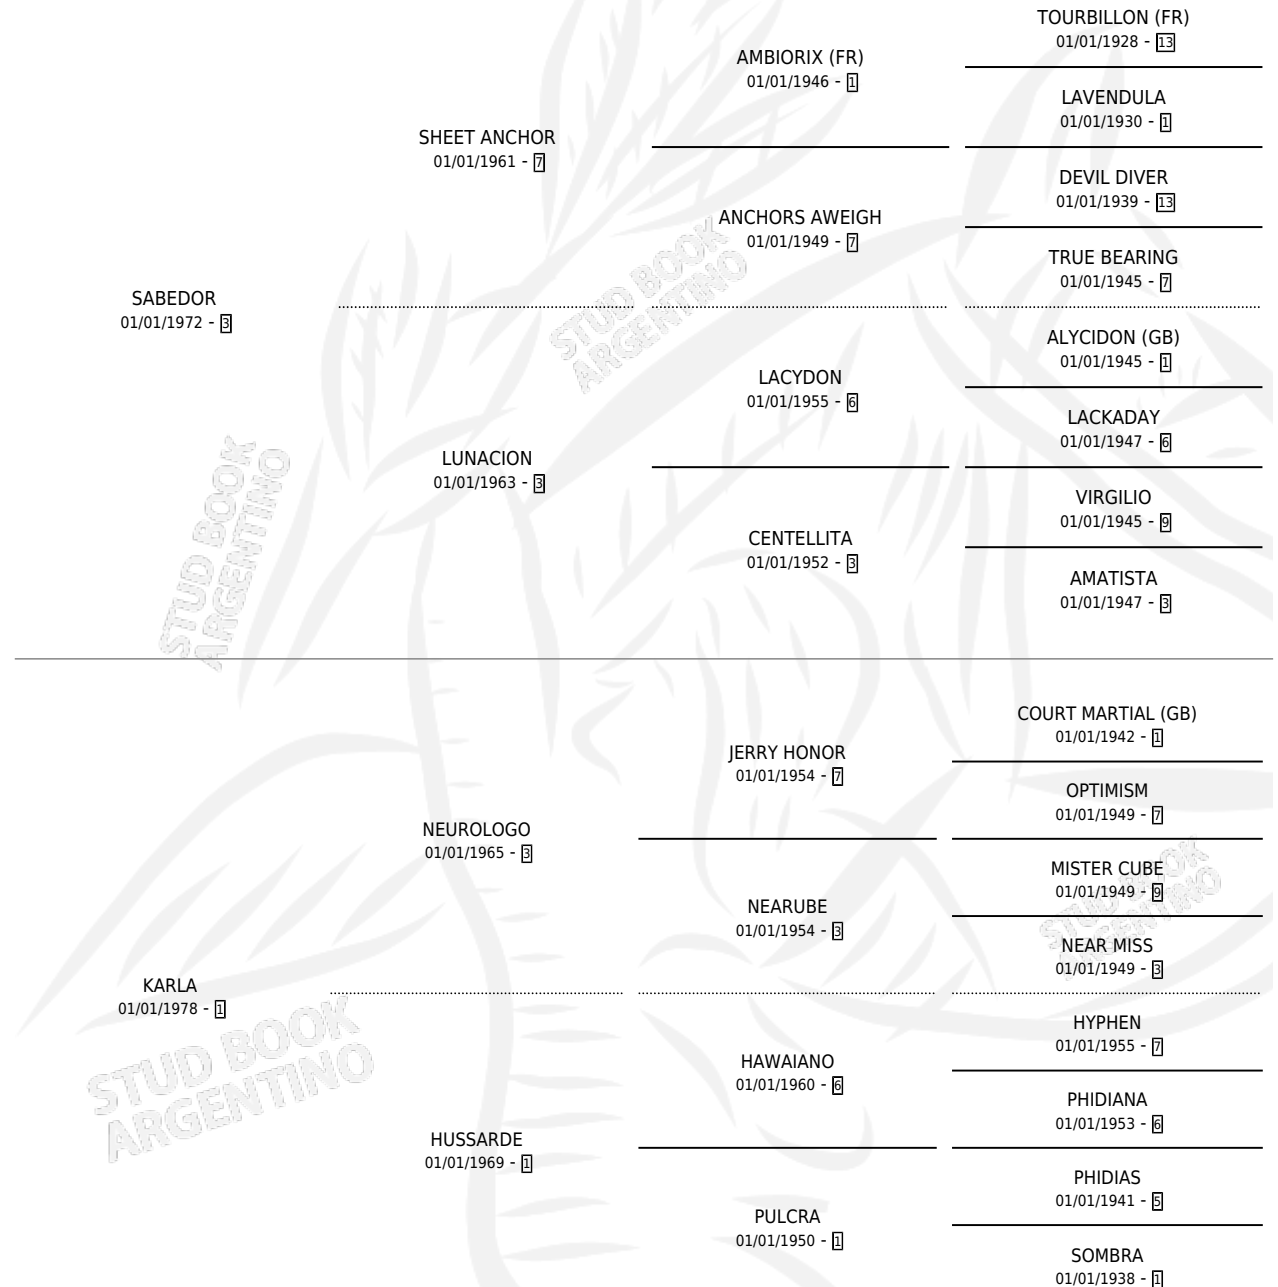 TOURBILLON (FR)
01/01/1928 - 13
AMBIORIX (FR)
01/01/1946 - 1
LAVENDULA
01/01/1930 - 1
SHEET ANCHOR
01/01/1961 - 7
DEVIL DIVER
01/01/1939 - 13
ANCHORS AWEIGH
01/01/1949 - 7
TRUE BEARING
01/01/1945 - 7
SABEDOR
01/01/1972 - 3
STUD BOOK
ARGENTINO
ALYCIDON (GB)
01/01/1945 - 1
LACYDON
01/01/1955 - 6
LACKADAY
01/01/1947 - 6
LUNACION
01/01/1963 - 3
VIRGILIO
01/01/1945 - 9
CENTELLITA
01/01/1952 - 3
AMATISTA
01/01/1947 - 3
STUD BOOK
ARGENTINO
COURT MARTIAL (GB)
01/01/1942 - 1
JERRY HONOR
01/01/1954 - 7
OPTIMISM
01/01/1949 - 7
NEUROLOGO
01/01/1965 - 3
MISTER CUBE
01/01/1949 - 9
NEARUBE
01/01/1954 - 3
STUD BOOK
ARGENTINO
NEAR MISS
01/01/1949 - 3
KARLA
01/01/1978 - 1
HYPHEN
01/01/1955 - 7
STUD BOOK
ARGENTINO
HAWAIANO
01/01/1960 - 6
PHIDIANA
01/01/1953 - 6
HUSSARDE
01/01/1969 - 1
PHIDIAS
01/01/1941 - 5
PULCRA
01/01/1950 - 1
SOMBRA
01/01/1938 - 1